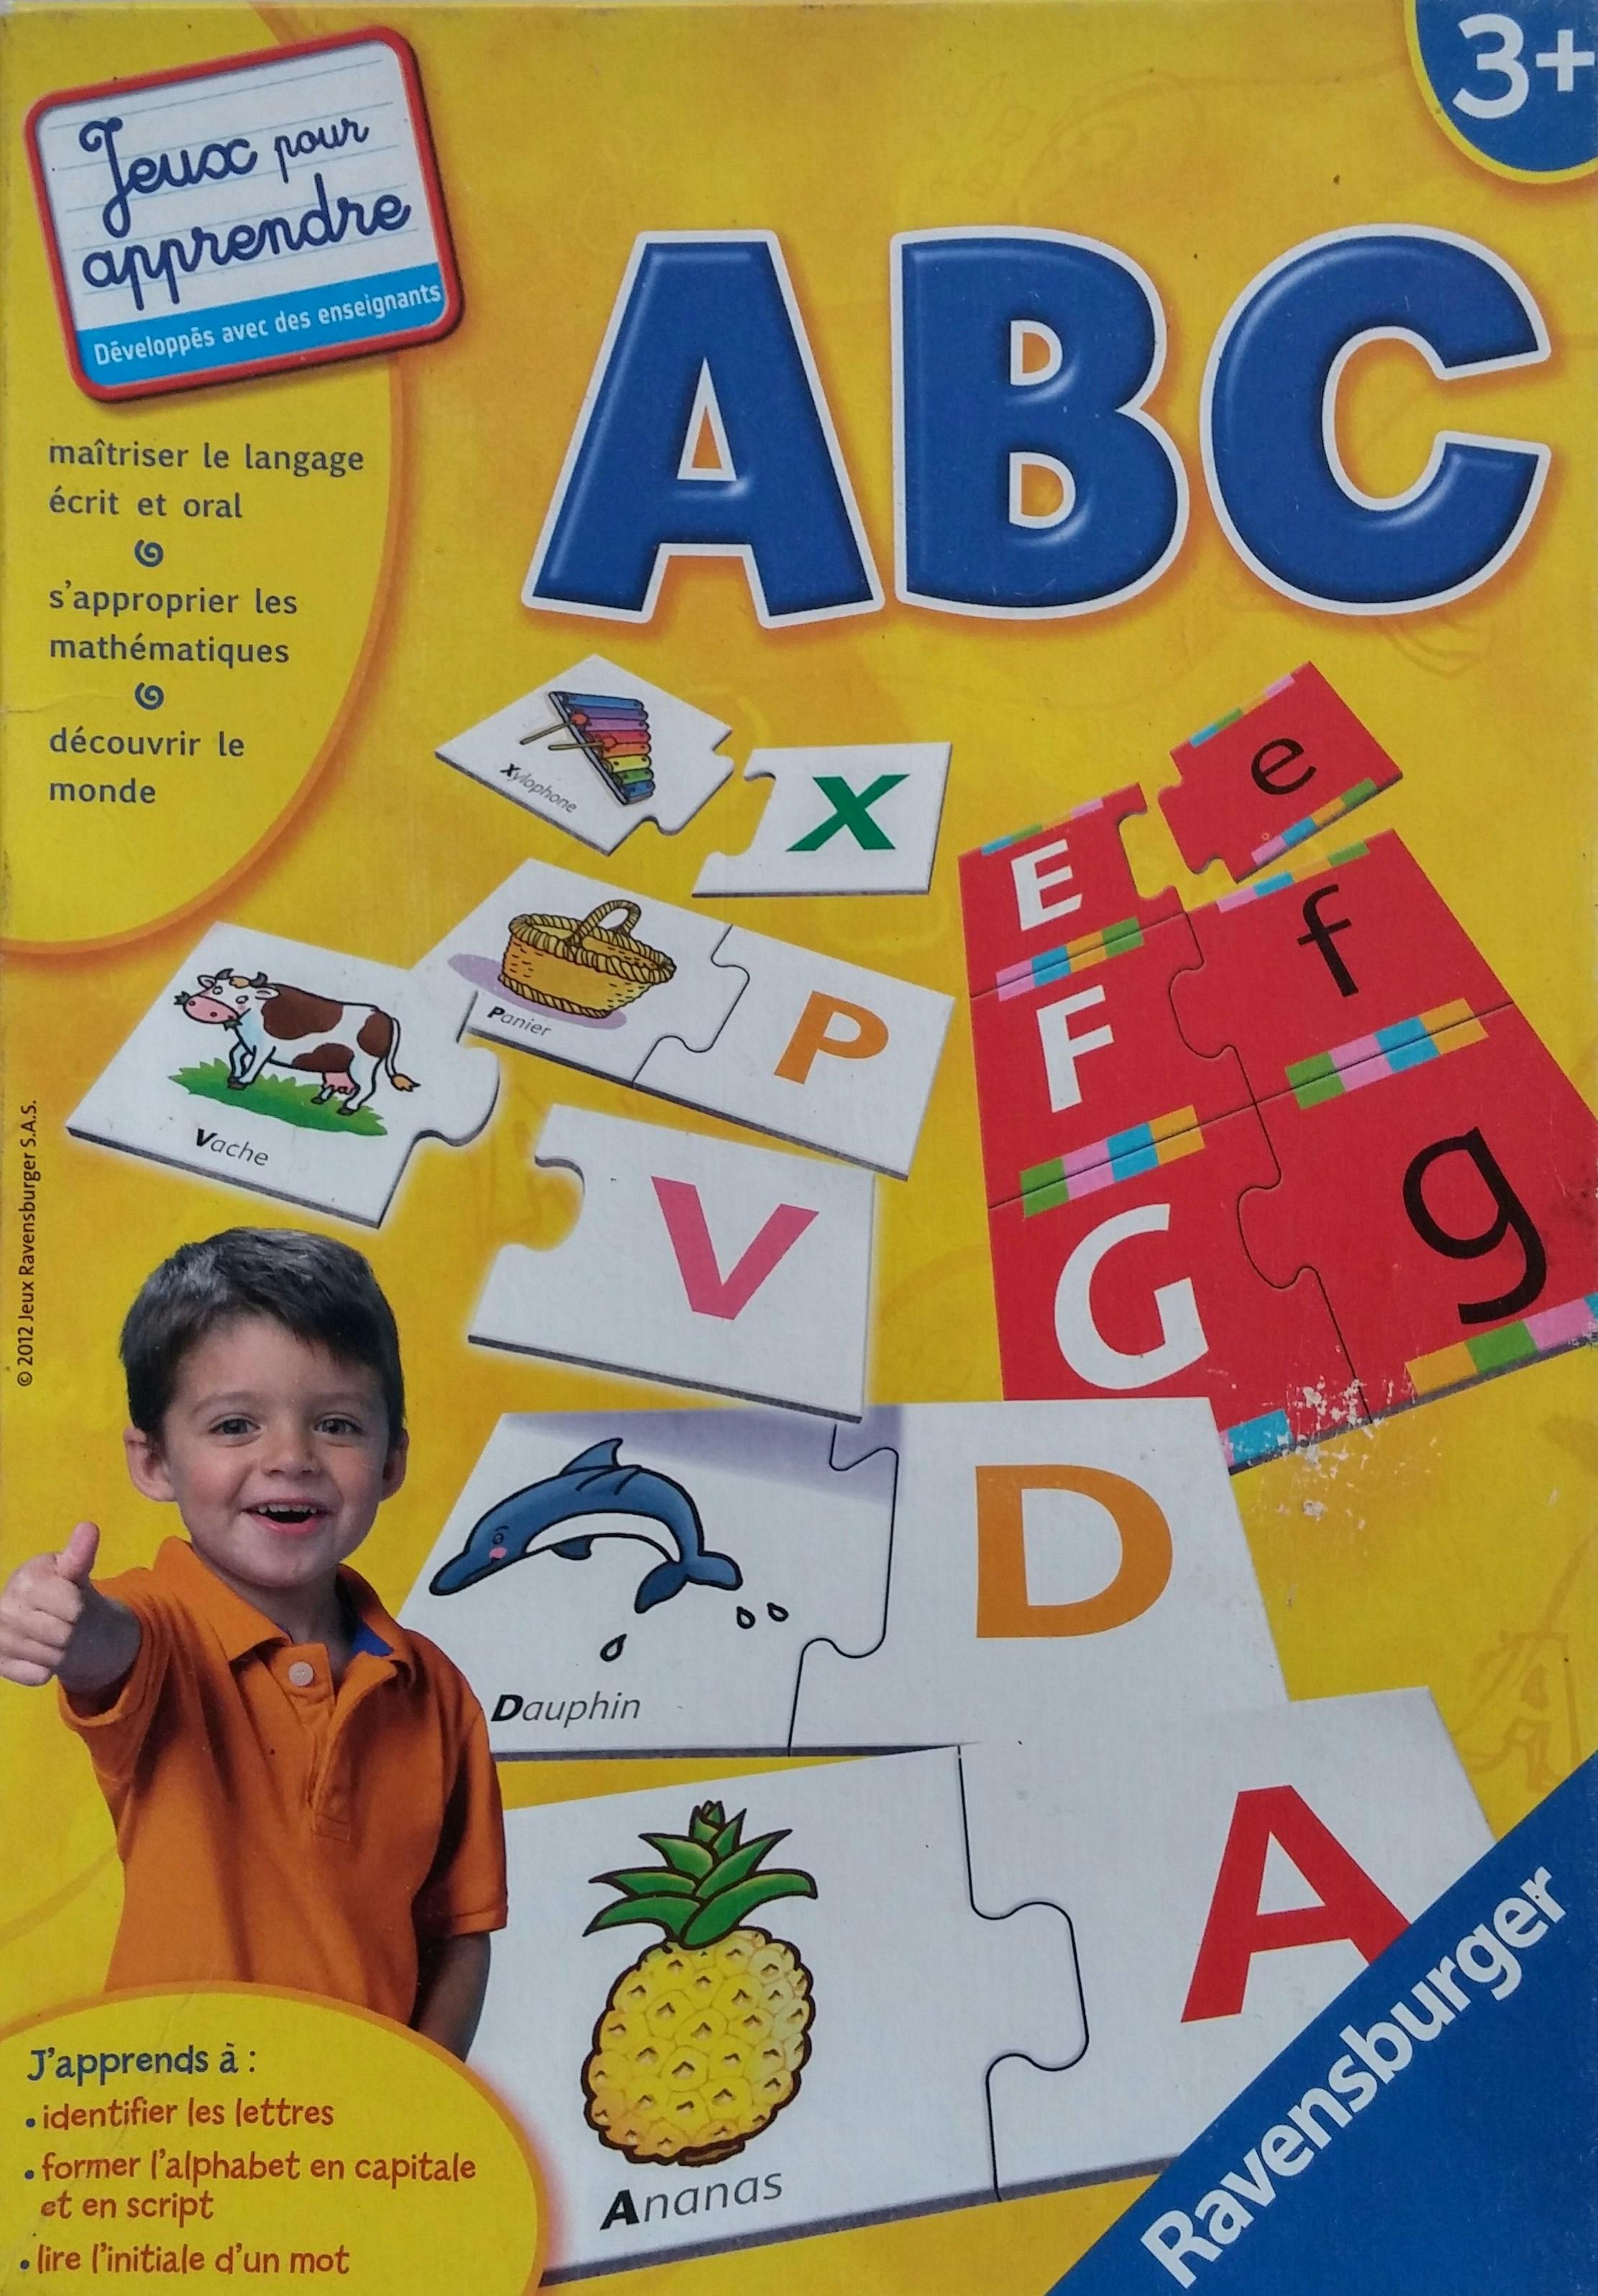 3+
Jeux pour
apprendre
Développés avec des enseignants
ABC
maîtriser le langage
écrit et oral
s'approprier les
mathématiques
découvrir le
monde
Xylophone
X
E e
F f
G g
Panier
P
Vache
V
© 2012 Jeux Ravensburger S.A.S.
Dauphin
D
Ananas
A
J'apprends à :
• identifier les lettres
• former l'alphabet en capitale
et en script
• lire l'initiale d'un mot
Ravensburger